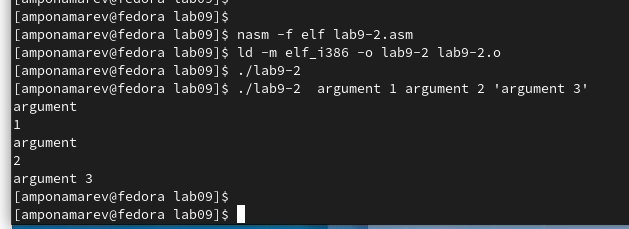 [amponamarev@fedora lab09]$
[amponamarev@fedora lab09]$ nasm -f elf lab9-2.asm
[amponamarev@fedora lab09]$ ld -m elf_i386 -o lab9-2 lab9-2.o
[amponamarev@fedora lab09]$ ./lab9-2
[amponamarev@fedora lab09]$ ./lab9-2  argument 1 argument 2 'argument 3'
argument
1
argument
2
argument 3
[amponamarev@fedora lab09]$
[amponamarev@fedora lab09]$